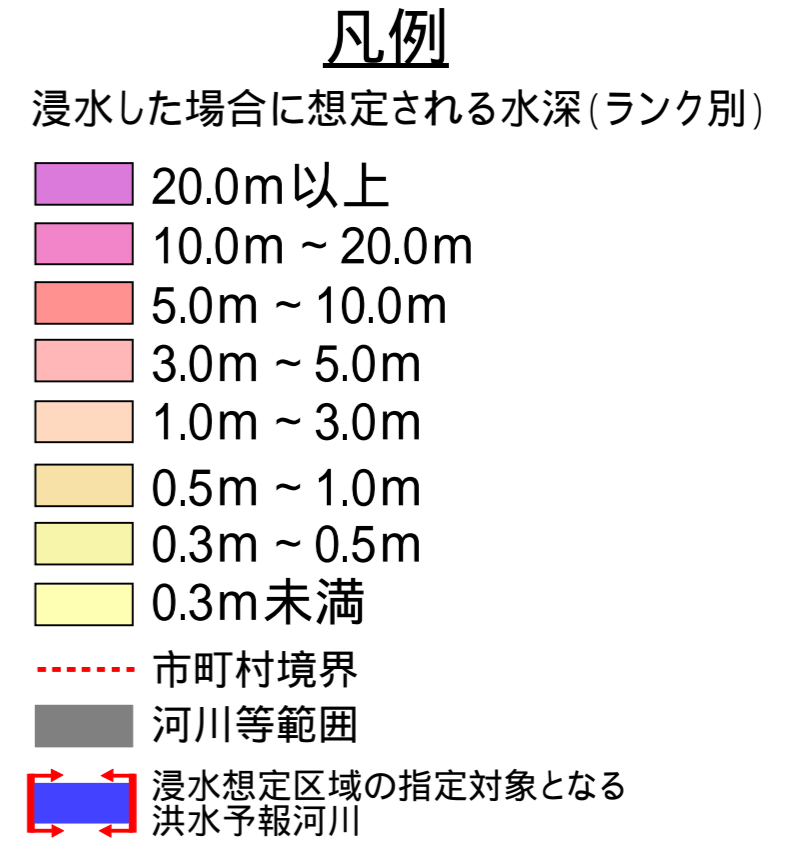 凡例
浸水した場合に想定される水深(ランク別)
20.0m以上
10.0m ~ 20.0m
5.0m ~ 10.0m
3.0m ~ 5.0m
1.0m ~ 3.0m
0.5m ~ 1.0m
0.3m ~ 0.5m
0.3m未満
市町村境界
河川等範囲
浸水想定区域の指定対象となる
洪水予報河川